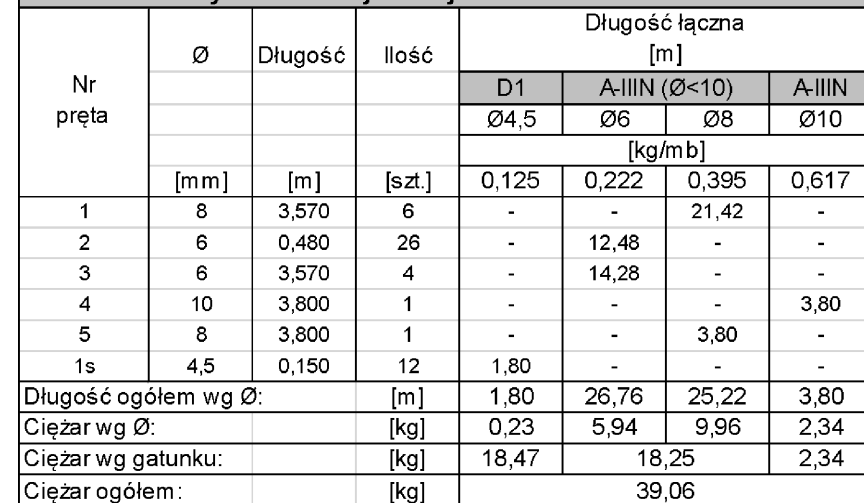 Długość łączna
Ø Długość Ilość [m]
Nr pręta D1 A-IIIN (Ø<10) A-IIIN
Ø4,5 Ø6 Ø8 Ø10
[kg/mb]
[mm] [m] [szt.] 0,125 0,222 0,395 0,617
1 8 3,570 6 - - 21,42 -
2 6 0,480 26 - 12,48 - -
3 6 3,570 4 - 14,28 - -
4 10 3,800 1 - - - 3,80
5 8 3,800 1 - - 3,80 -
1s 4,5 0,150 12 1,80 - - -
Długość ogółem wg Ø: [m] 1,80 26,76 25,22 3,80
Ciężar wg Ø: [kg] 0,23 5,94 9,96 2,34
Ciężar wg gatunku: [kg] 18,47 18,25 2,34
Ciężar ogółem: [kg] 39,06